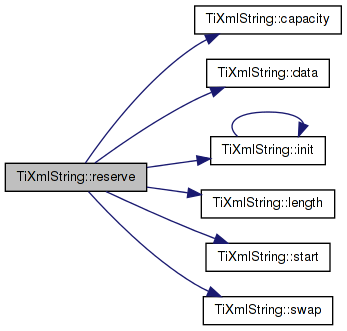 TiXmlString::capacity
TiXmlString::data
TiXmlString::init
TiXmlString::reserve
TiXmlString::length
TiXmlString::start
TiXmlString::swap